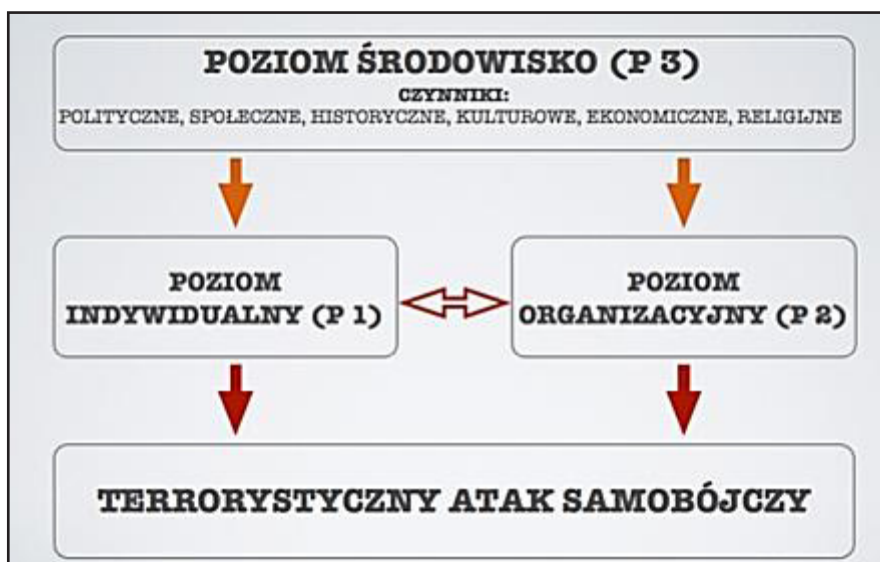 POZIOM ŚRODOWISKO (P 3)
CZYNNIKI:
POLITYCZNE, SPOŁECZNE, HISTORYCZNE, KULTUROWE, EKONOMICZNE, RELIGIJNE
POZIOM
INDYWIDUALNY (P 1)
POZIOM
ORGANIZACYJNY (P 2)
TERRORYSTYCZNY ATAK SAMOBÓJCZY